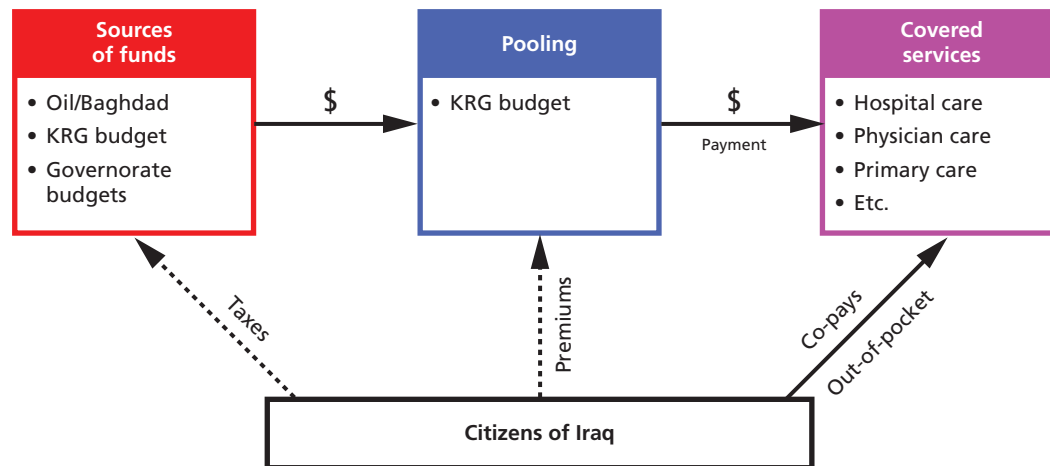 Sources
of funds
• Oil/Baghdad
• KRG budget
• Governorate
budgets
$
Pooling
• KRG budget
$
Payment
Covered
services
• Hospital care
• Physician care
• Primary care
• Etc.
Taxes
Premiums
Co-pays
Out-of-pocket
Citizens of Iraq